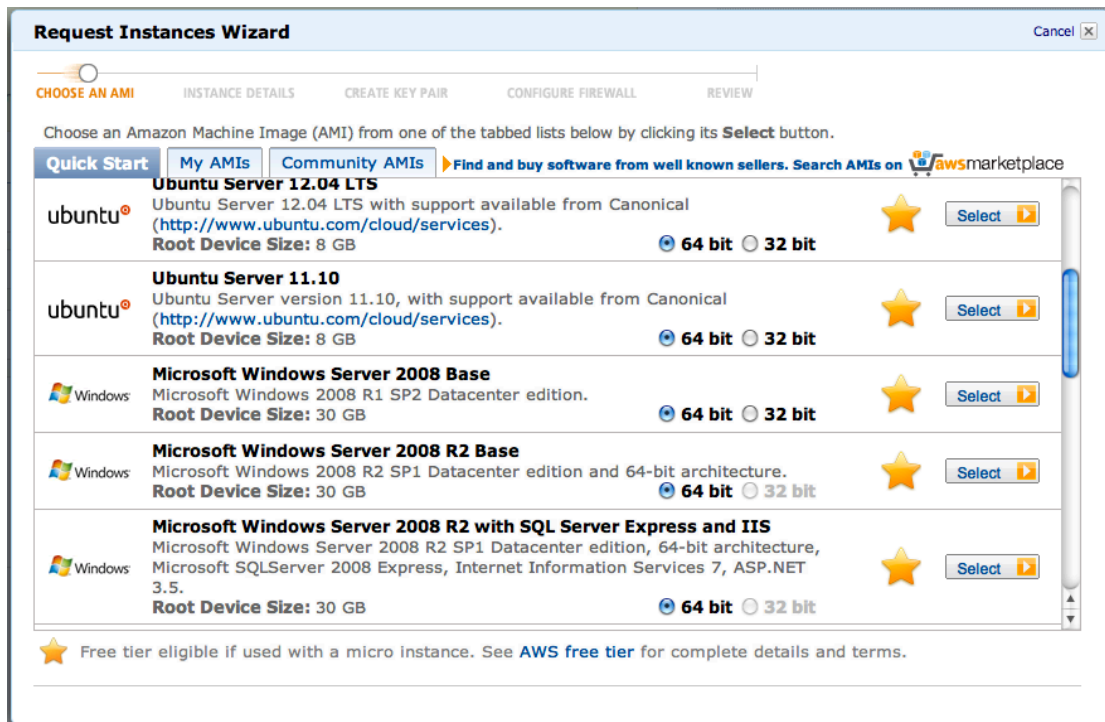 Request Instances Wizard
Cancel
CHOOSE AN AMI INSTANCE DETAILS CREATE KEY PAIR CONFIGURE FIREWALL REVIEW
Choose an Amazon Machine Image (AMI) from one of the tabbed lists below by clicking its Select button.
Quick Start My AMIs Community AMIs Find and buy software from well known sellers. Search AMIs on awsmarketplace
Ubuntu Server 12.04 LTS
ubuntu Ubuntu Server 12.04 LTS with support available from Canonical
(http://www.ubuntu.com/cloud/services). Select
Root Device Size: 8 GB 64 bit 32 bit
Ubuntu Server 11.10
ubuntu Ubuntu Server version 11.10, with support available from Canonical
(http://www.ubuntu.com/cloud/services). Select
Root Device Size: 8 GB 64 bit 32 bit
Microsoft Windows Server 2008 Base
Windows Microsoft Windows 2008 R1 SP2 Datacenter edition. Select
Root Device Size: 30 GB 64 bit 32 bit
Microsoft Windows Server 2008 R2 Base
Windows Microsoft Windows 2008 R2 SP1 Datacenter edition and 64-bit architecture. Select
Root Device Size: 30 GB 64 bit 32 bit
Microsoft Windows Server 2008 R2 with SQL Server Express and IIS
Microsoft Windows Server 2008 R2 SP1 Datacenter edition, 64-bit architecture,
Windows Microsoft SQLServer 2008 Express, Internet Information Services 7, ASP.NET Select
3.5.
Root Device Size: 30 GB 64 bit 32 bit
Free tier eligible if used with a micro instance. See AWS free tier for complete details and terms.